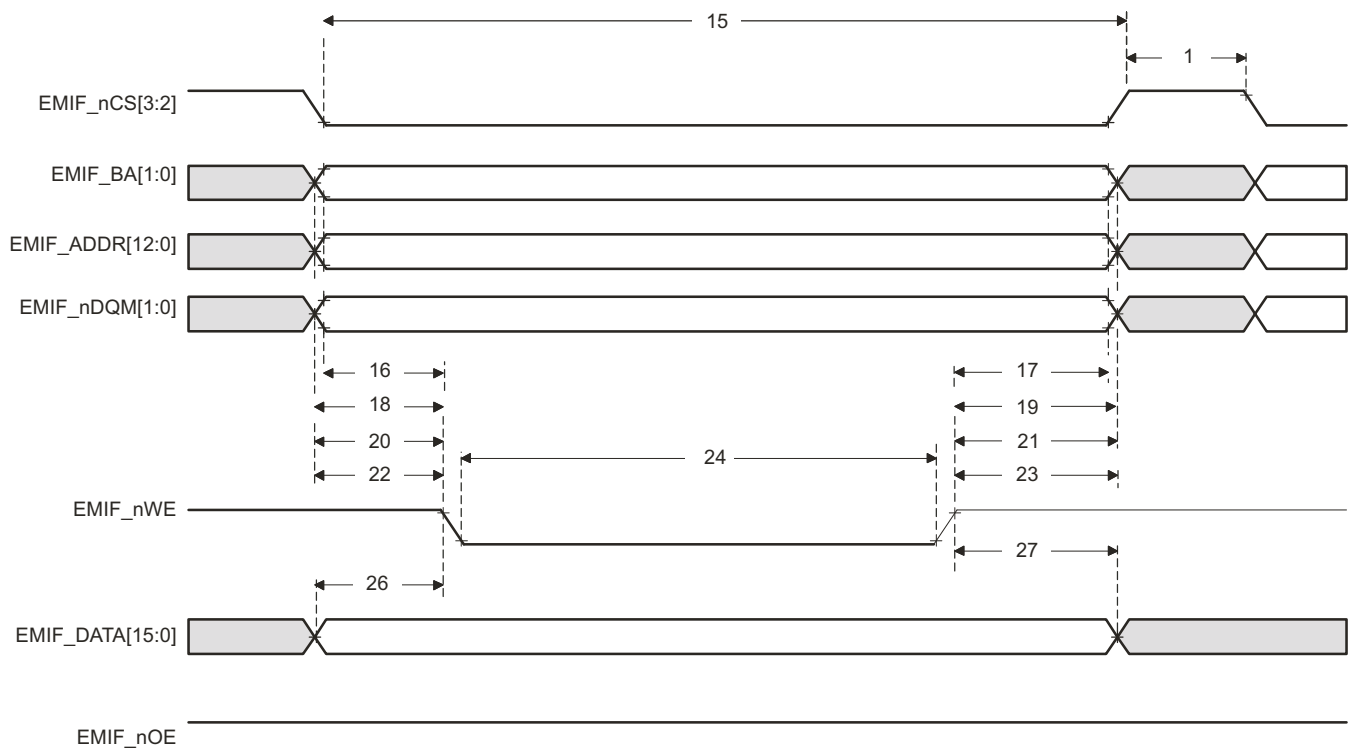 15
1
EMIF_nCS[3:2]
EMIF_BA[1:0]
EMIF_ADDR[12:0]
EMIF_nDQM[1:0]
16 17
18 19
20 21
24
22 23
EMIF_nWE
27
26
EMIF_DATA[15:0]
EMIF_nOE